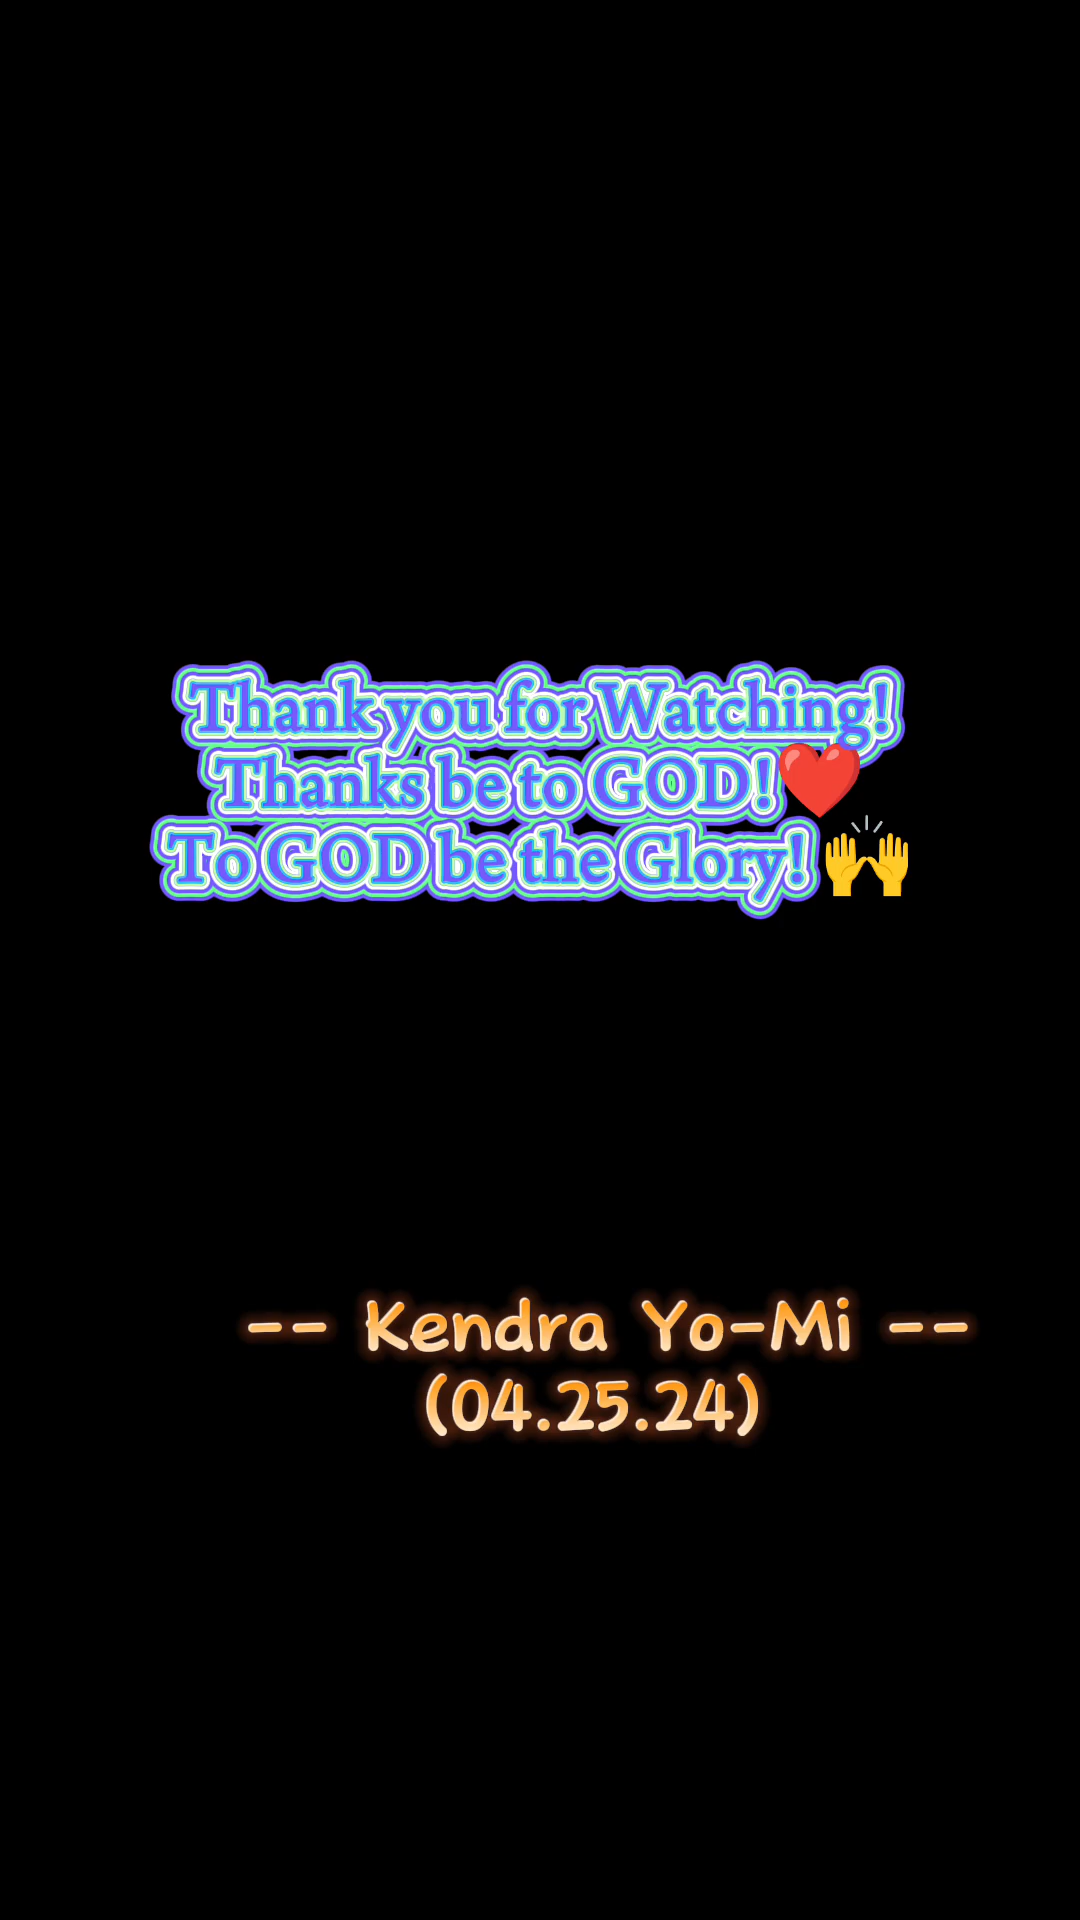 Thank you for Watching!
Thanks be to GOD!❤️
To GOD be the Glory! 🙌
-- Kendra Yo-Mi --
(04.25.24)